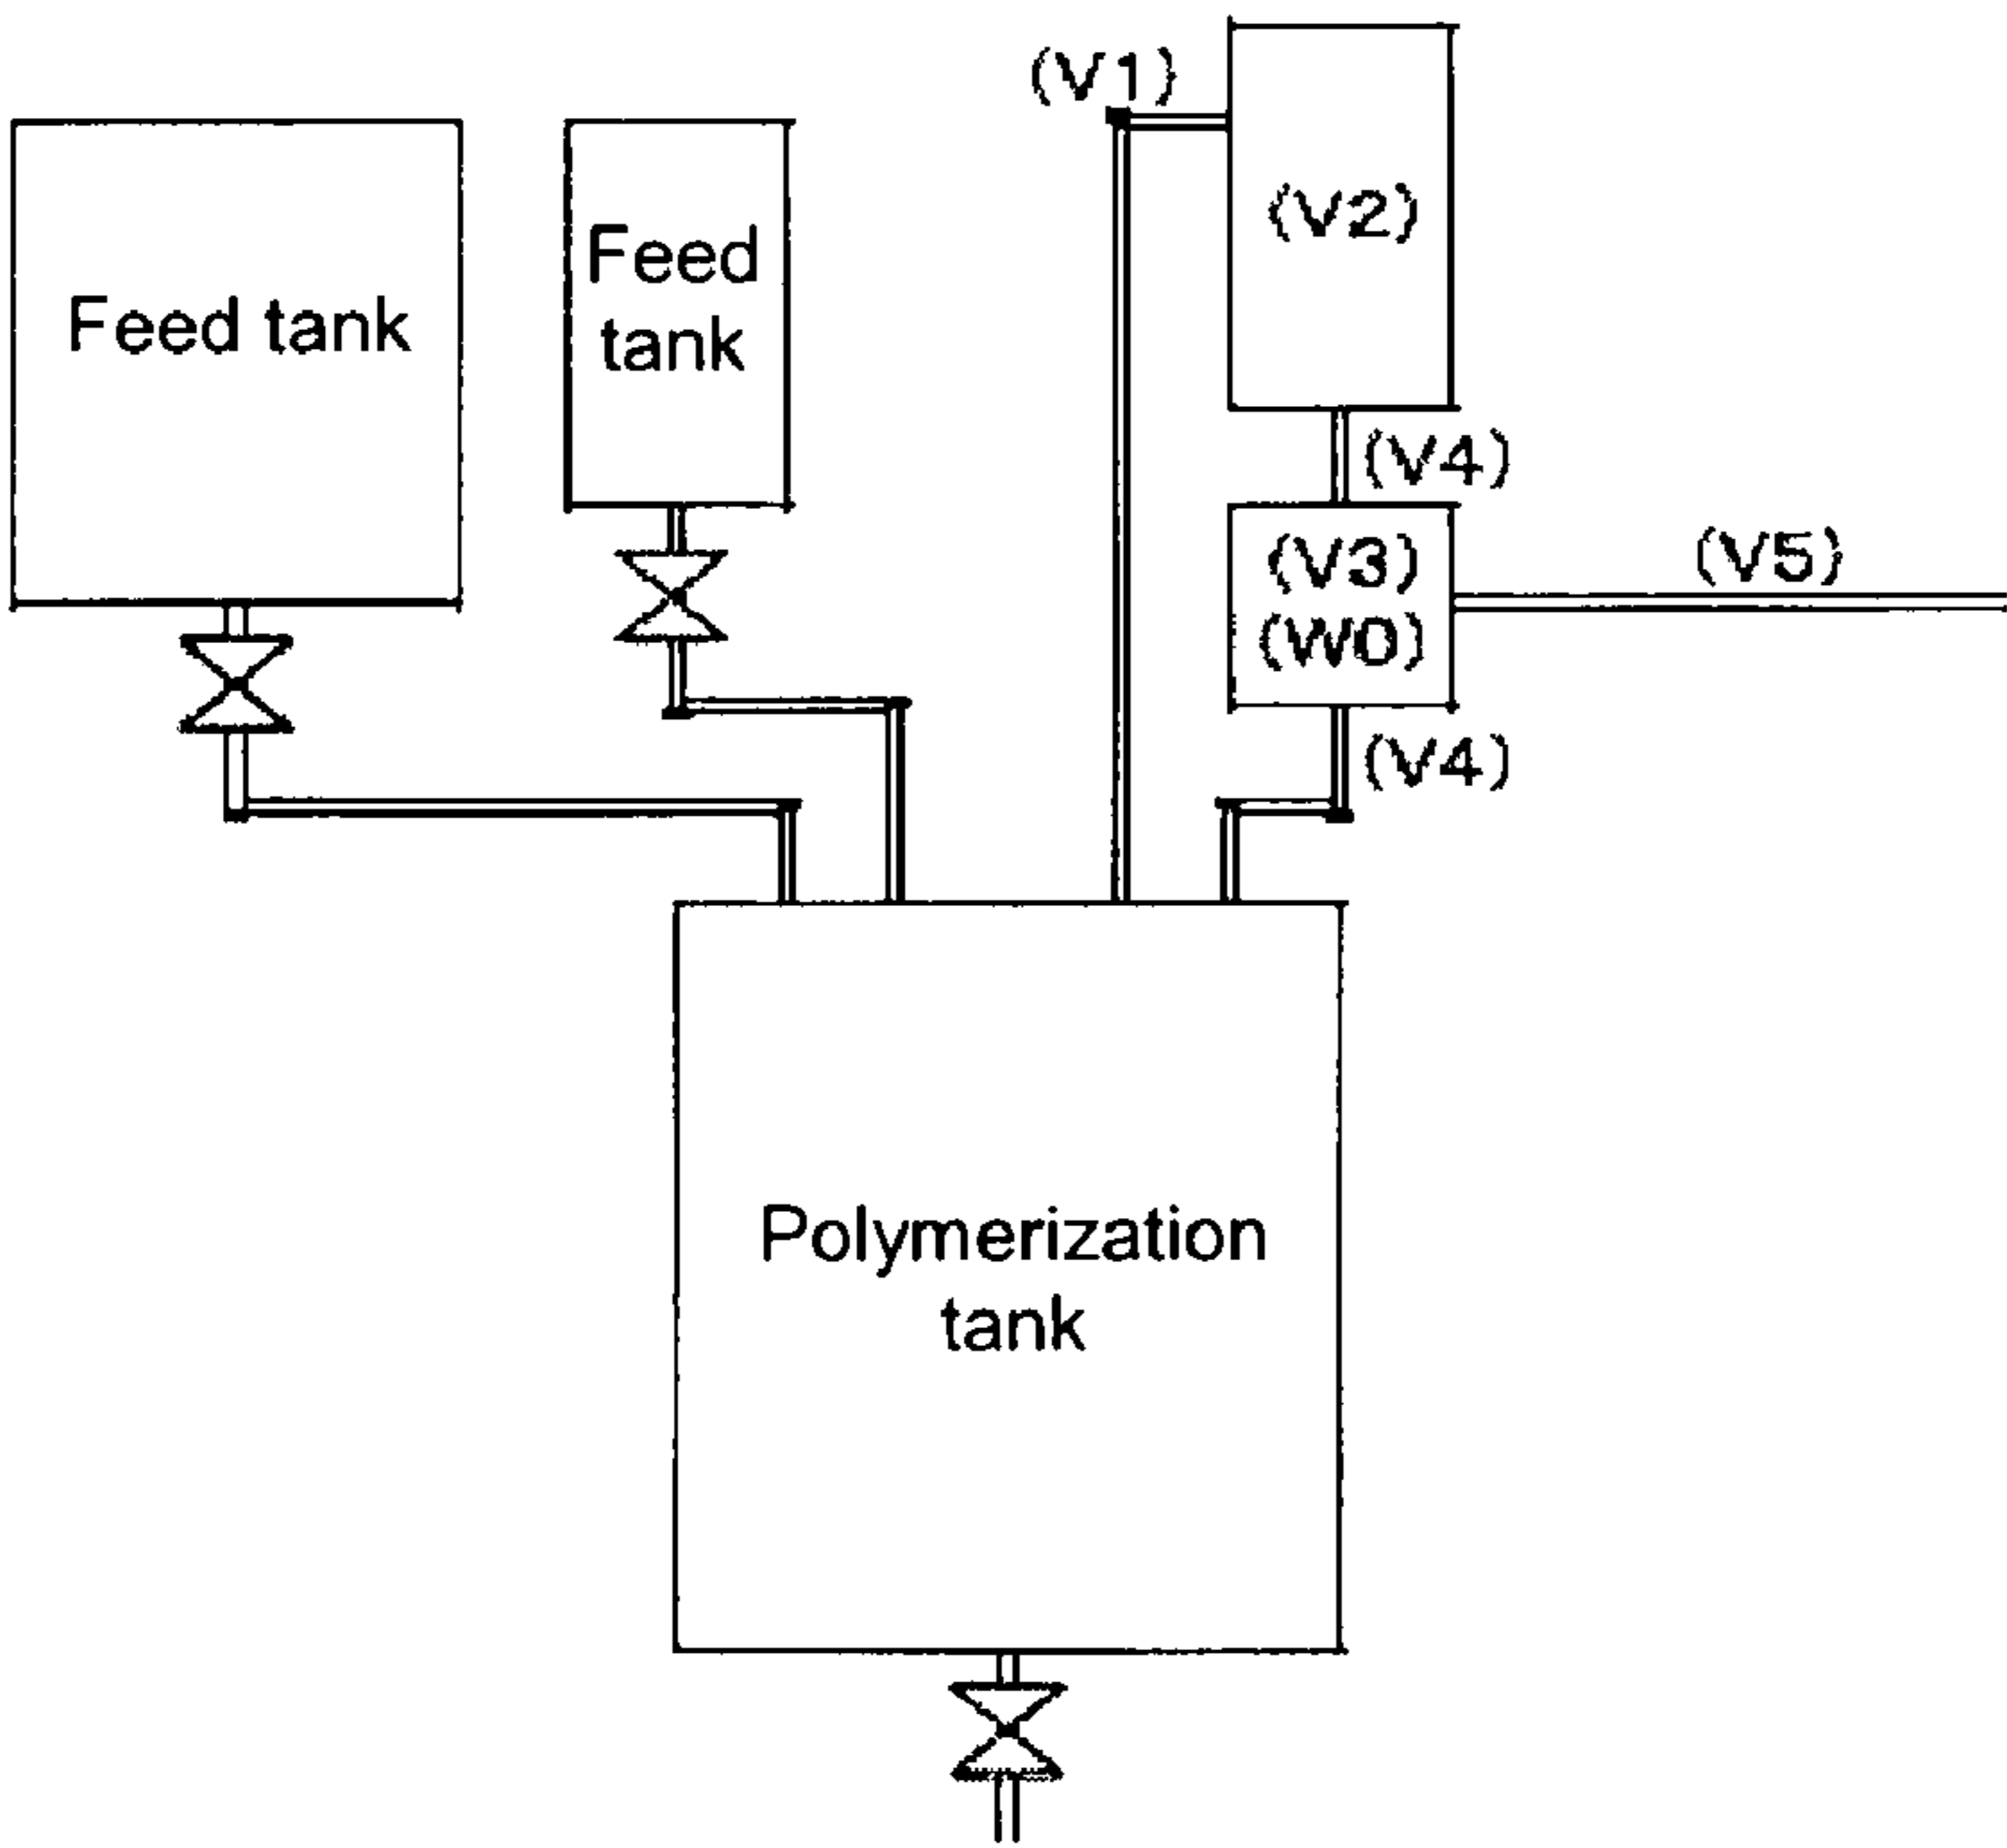 (V1)
Feed tank
Feed
tank
(V2)
(V4)
(V3)
(W0)
(V5)
(V4)
Polymerization
tank